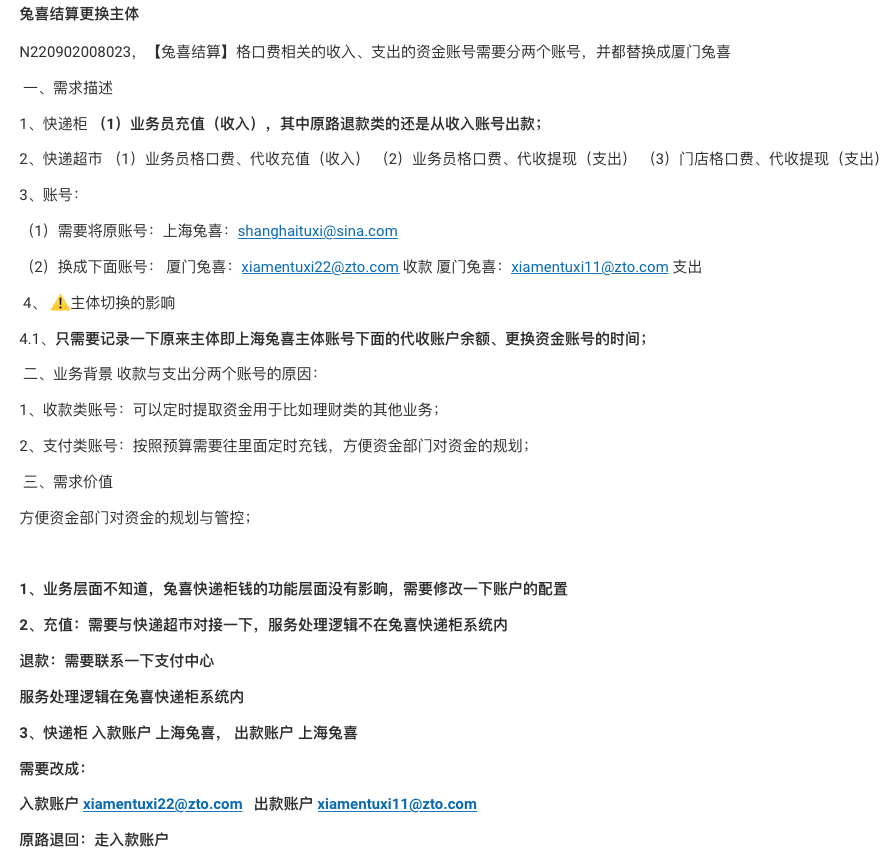 兔喜结算更换主体
N220902008023，【兔喜结算】格口费相关的收入、支出的资金账号需要分两个账号，并都替换成厦门兔喜
一、需求描述
1、快递柜 （1）业务员充值（收入），其中原路退款类的还是从收入账号出款；
2、快递超市 （1）业务员格口费、代收充值（收入） （2）业务员格口费、代收提现（支出） （3）门店格口费、代收提现（支出）
3、账号：
（1）需要将原账号：上海兔喜：shanghaituxi@sina.com
（2）换成下面账号： 厦门兔喜：xiamentuxi22@zto.com 收款 厦门兔喜：xiamentuxi11@zto.com 支出
4、⚠️主体切换的影响
4.1、只需要记录一下原来主体即上海兔喜主体账号下面的代收账户余额、更换资金账号的时间；
二、业务背景 收款与支出分两个账号的原因：
1、收款类账号：可以定时提取资金用于比如理财类的其他业务；
2、支付类账号：按照预算需要往里面定时充钱，方便资金部门对资金的规划；
三、需求价值
方便资金部门对资金的规划与管控；
1、业务层面不知道，兔喜快递柜钱的功能层面没有影响，需要修改一下账户的配置
2、充值：需要与快递超市对接一下，服务处理逻辑不在兔喜快递柜系统内
退款：需要联系一下支付中心
服务处理逻辑在兔喜快递柜系统内
3、快递柜 入款账户 上海兔喜， 出款账户 上海兔喜
需要改成：
入款账户 xiamentuxi22@zto.com 出款账户 xiamentuxi11@zto.com
原路退回：走入款账户